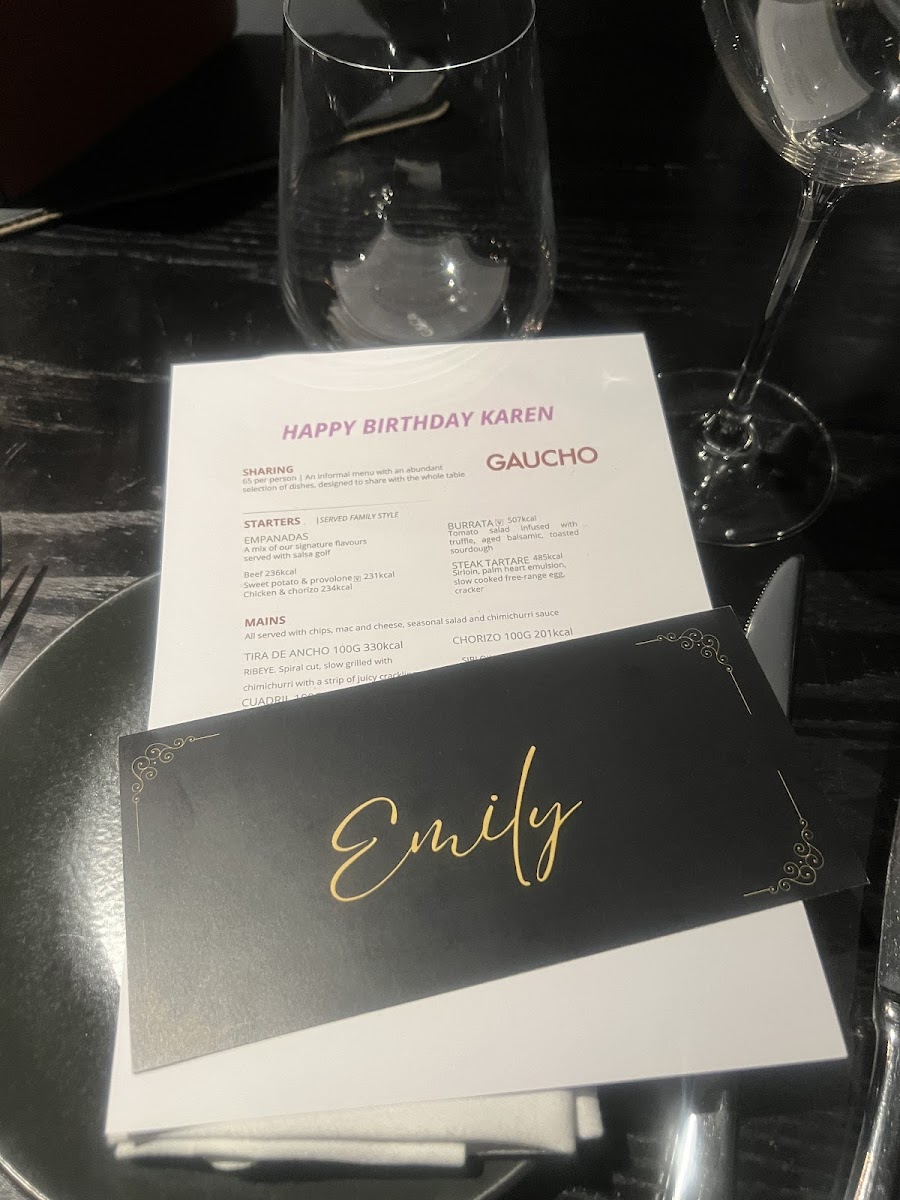 HAPPY BIRTHDAY KAREN
GAUCHO
SHARING
65 per person | An informal menu with an abundant
selection of dishes, designed to share with the whole table
STARTERS . |SERVED FAMILY STYLE
EMPANADAS
A mix of our signature flavours
served with salsa golf
Beef 236kcal
Sweet potato & provolone V 231kcal
Chicken & chorizo 234kcal
BURRATA V 507kcal
Tomato salad infused with
truffle, aged balsamic, toasted
sourdough
STEAK TARTARE 485kcal
Sirloin, palm heart emulsion,
slow cooked free-range egg,
cracker
MAINS
All served with chips, mac and cheese, seasonal salad and chimichurri sauce
TIRA DE ANCHO 100G 330kcal
RIBEYE. Spiral cut, slow grilled with
chimichurri with a strip of juicy
CUADRIL
CHORIZO 100G 201kcal
Emily